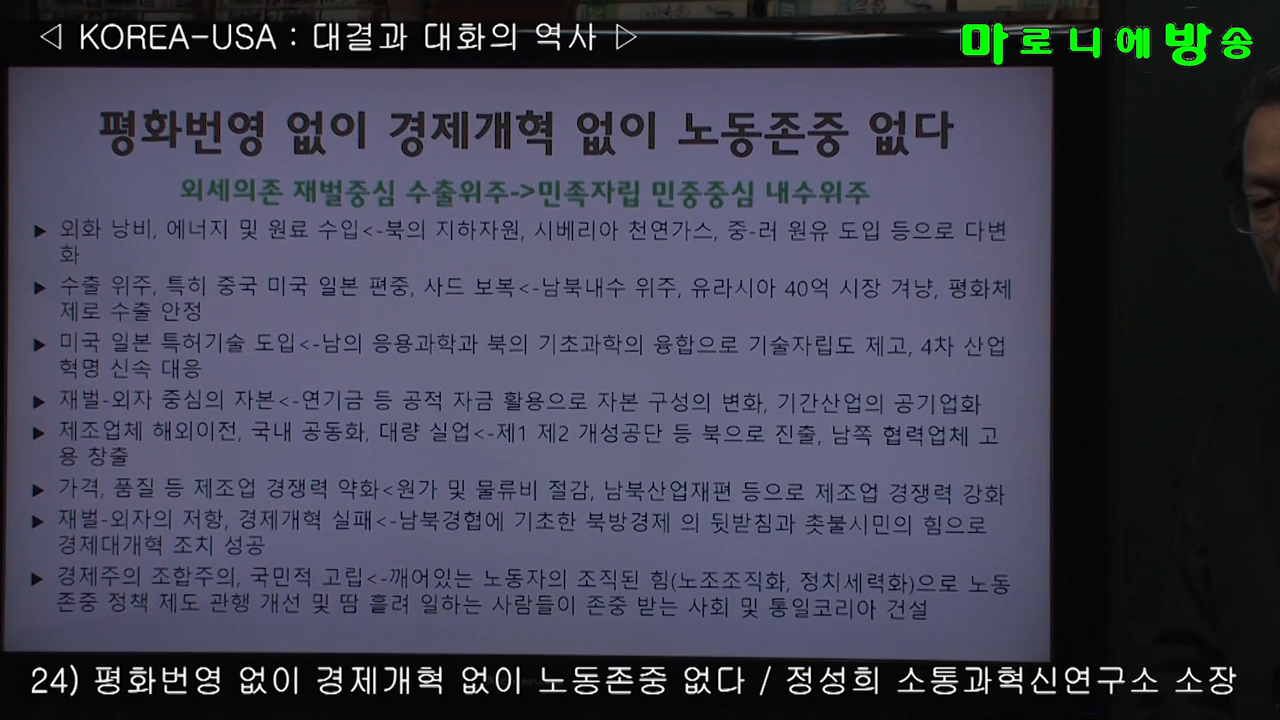 ◁ KOREA-USA : 대결과 대화의 역사 ▷
마로니에방송
평화번영 없이 경제개혁 없이 노동존중 없다
외세의존 재벌중심 수출위주->민족자립 민중중심 내수위주
▶ 외화 낭비, 에너지 및 원료 수입<-북의 지하자원, 시베리아 천연가스, 중-러 원유 도입 등으로 다변
화
▶ 수출 위주, 특히 중국 미국 일본 편중, 사드 보복<-남북내수 위주, 유라시아 40억 시장 겨냥, 평화체
제로 수출 안정
▶ 미국 일본 특허기술 도입<-남의 응용과학과 북의 기초과학의 융합으로 기술자립도 제고, 4차 산업
혁명 신속 대응
▶ 재벌-외자 중심의 자본<-연기금 등 공적 자금 활용으로 자본 구성의 변화, 기간산업의 공기업화
▶ 제조업체 해외이전, 국내 공동화, 대량 실업<-제1 제2 개성공단 등 북으로 진출, 남쪽 협력업체 고
용 창출
▶ 가격, 품질 등 제조업 경쟁력 약화<원가 및 물류비 절감, 남북산업재편 등으로 제조업 경쟁력 강화
▶ 재벌-외자의 저항, 경제개혁 실패<-남북경협에 기초한 북방경제 의 뒷받침과 촛불시민의 힘으로
경제대개혁 조치 성공
▶ 경제주의 조합주의, 국민적 고립<-깨어있는 노동자의 조직된 힘(노조조직화, 정치세력화)으로 노동
존중 정책 제도 관행 개선 및 땀 흘려 일하는 사람들이 존중 받는 사회 및 통일코리아 건설
24) 평화번영 없이 경제개혁 없이 노동존중 없다 / 정성희 소통과혁신연구소 소장